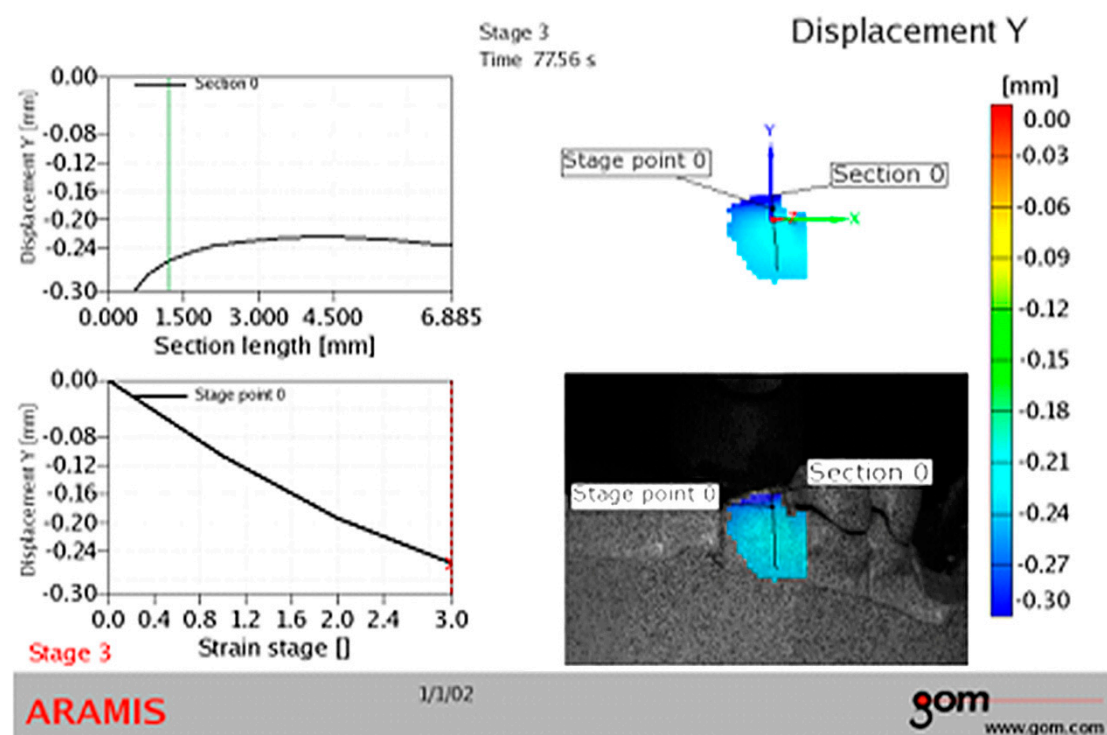 Stage 3
Time 77.56 s
Displacement Y
Displacement Y [mm]
0.00
-0.08
-0.12
-0.16
-0.20
-0.24
-0.30
Section 0
0.000 1.500 3.000 4.500 6.885
Section length [mm]
Stage point 0
Section 0
Y
X
Z
[mm]
0.00
-0.03
-0.06
-0.09
-0.12
-0.15
-0.18
-0.21
-0.24
-0.27
-0.30
Displacement Y [mm]
0.00
-0.08
-0.12
-0.16
-0.20
-0.24
-0.30
Stage point 0
0.0 0.4 0.8 1.2 1.6 2.0 2.4 3.0
Strain stage []
Stage 3
Stage point 0
Section 0
ARAMIS
1/1/02
gom
www.gom.com